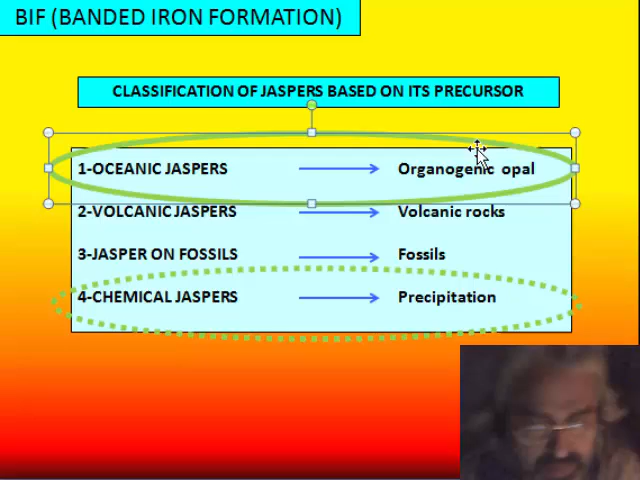 BIF (BANDED IRON FORMATION)
CLASSIFICATION OF JASPERS BASED ON ITS PRECURSOR
1-OCEANIC JASPERS Organogenic opal
2-VOLCANIC JASPERS Volcanic rocks
3-JASPER ON FOSSILS Fossils
4-CHEMICAL JASPERS Precipitation